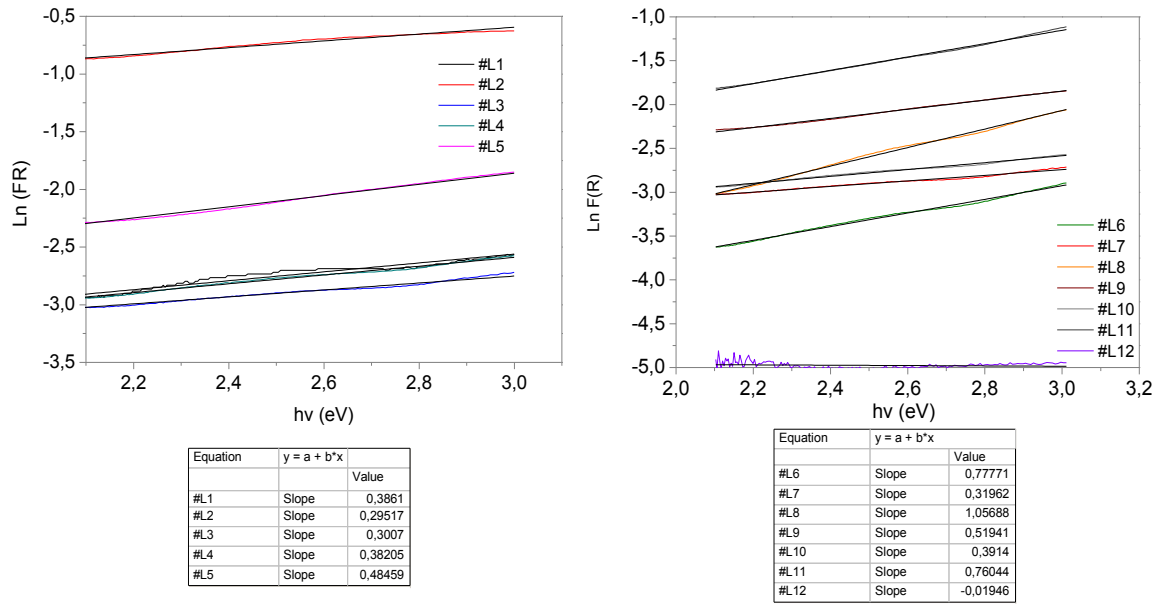 -0,5
-1,0
-1,5
-2,0
-2,5
-3,0
-3,5
Ln (FR)
#L1
#L2
#L3
#L4
#L5
2,2 2,4 2,6 2,8 3,0
hν (eV)
Equation y = a + b*x
Value
#L1 Slope 0,3861
#L2 Slope 0,29517
#L3 Slope 0,3007
#L4 Slope 0,38205
#L5 Slope 0,48459
-1,0
-1,5
-2,0
-2,5
-3,0
-3,5
-4,0
-4,5
-5,0
Ln F(R)
#L6
#L7
#L8
#L9
#L10
#L11
#L12
2,0 2,2 2,4 2,6 2,8 3,0 3,2
hν (eV)
Equation y = a + b*x
Value
#L6 Slope 0,77771
#L7 Slope 0,31962
#L8 Slope 1,05688
#L9 Slope 0,51941
#L10 Slope 0,3914
#L11 Slope 0,76044
#L12 Slope -0,01946